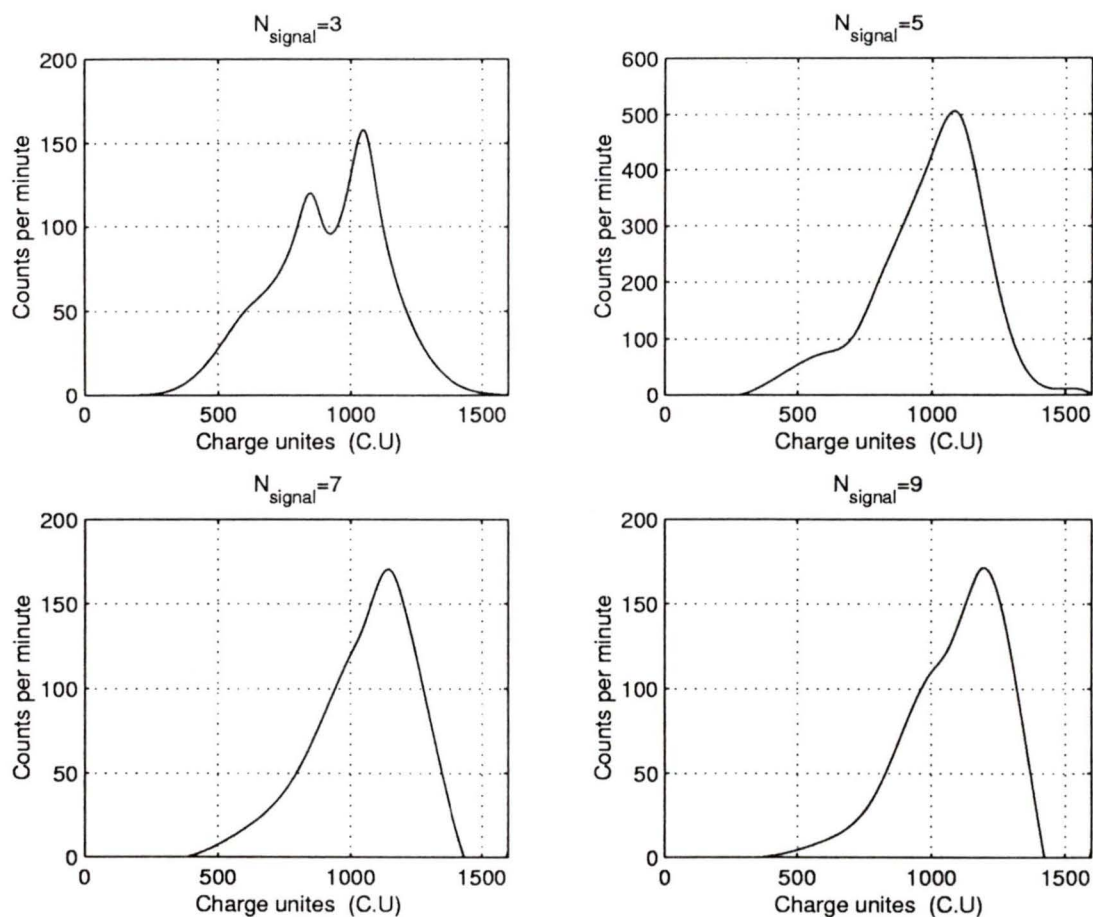 N_signal=3
200
150
100
50
0
Counts per minute
0 500 1000 1500
Charge unites (C.U)
N_signal=5
600
500
400
300
200
100
0
Counts per minute
0 500 1000 1500
Charge unites (C.U)
N_signal=7
200
150
100
50
0
Counts per minute
0 500 1000 1500
Charge unites (C.U)
N_signal=9
200
150
100
50
0
Counts per minute
0 500 1000 1500
Charge unites (C.U)